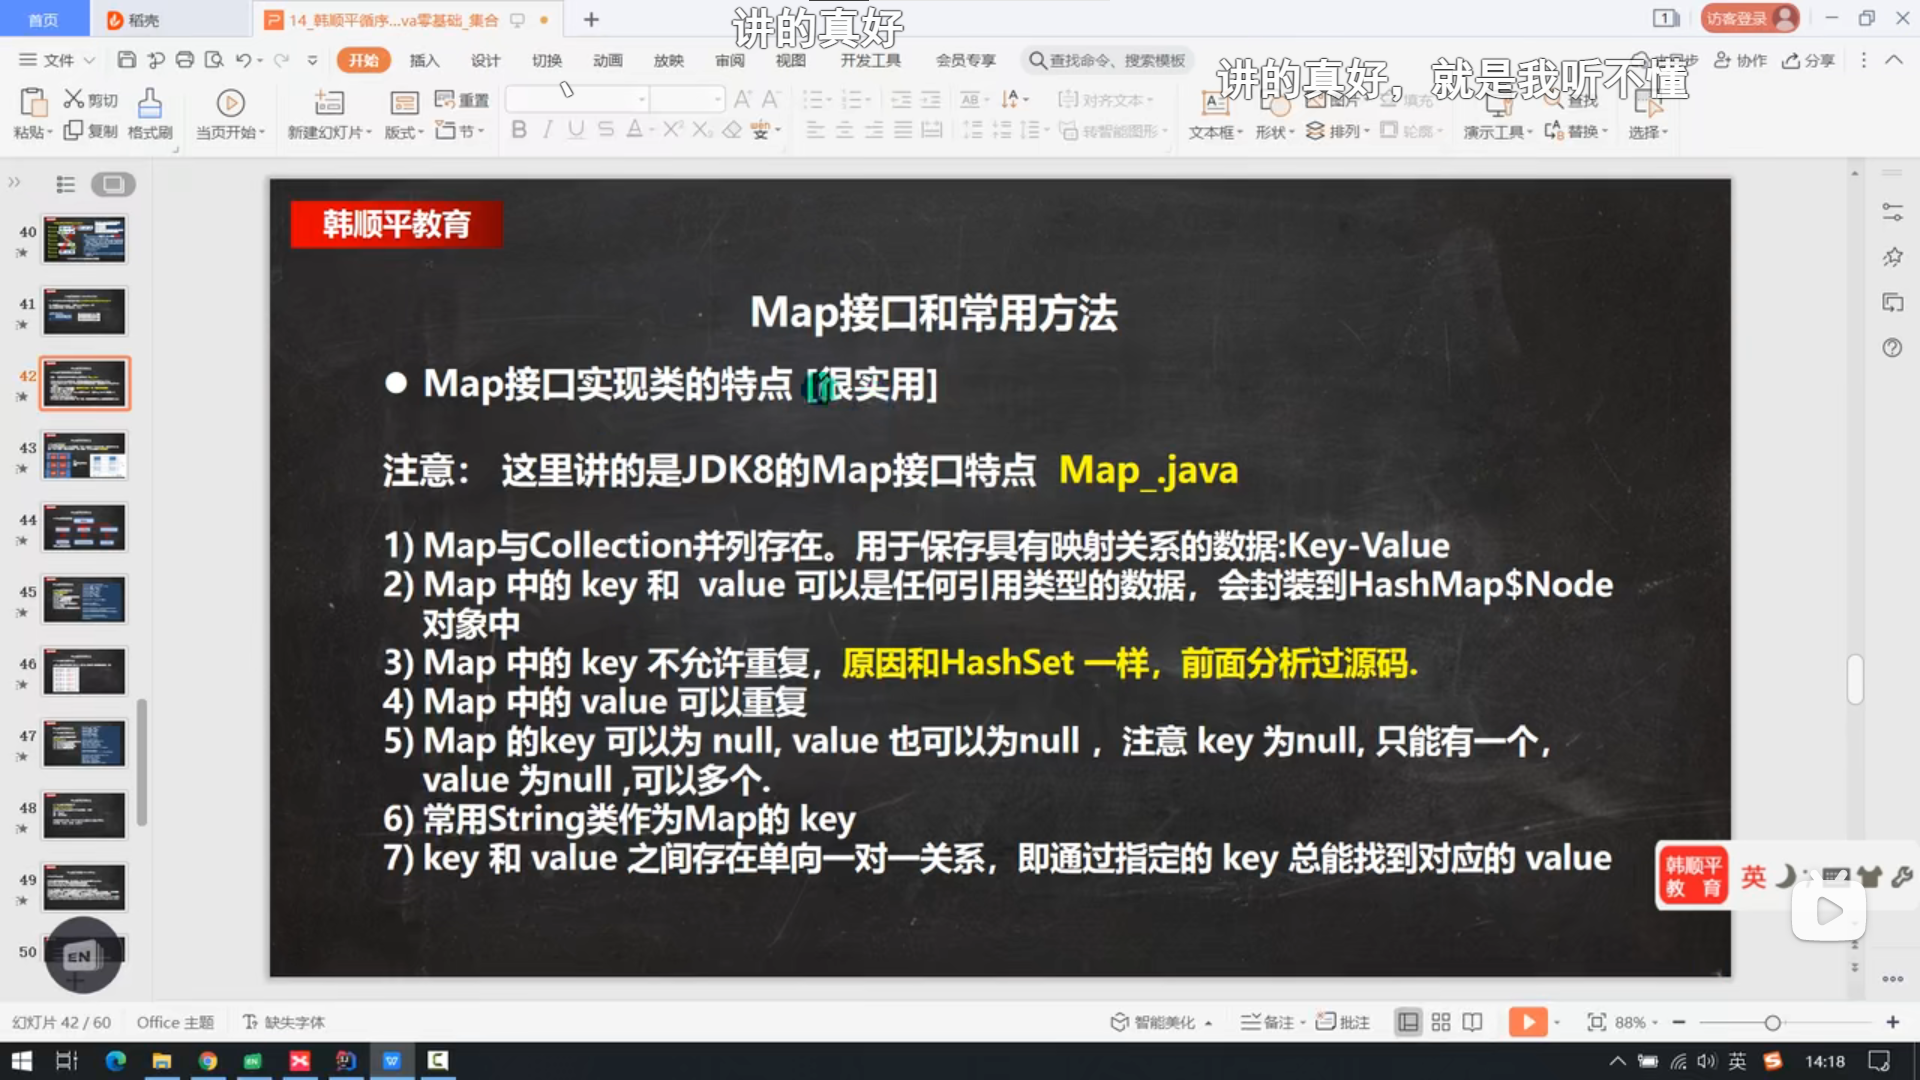 首页
稻壳
14_韩顺平循序...va零基础_集合
讲的真好
访客登录
文件
开始
插入
设计
切换
动画
放映
审阅
视图
开发工具
会员专享
查找命令、搜索模板
协作
分享
讲的真好，就是我听不懂
粘贴
剪切
复制
格式刷
当页开始
新建幻灯片
版式
重置
节
对齐文本
转智能图形
文本框
形状
图片
填充
排列
轮廓
演示工具
查找
替换
选择
40
41
42
43
44
45
46
47
48
49
50
韩顺平教育
Map接口和常用方法
● Map接口实现类的特点 [很实用]
注意： 这里讲的是JDK8的Map接口特点 Map_.java
1) Map与Collection并列存在。用于保存具有映射关系的数据:Key-Value
2) Map 中的 key 和 value 可以是任何引用类型的数据，会封装到HashMap$Node
对象中
3) Map 中的 key 不允许重复，原因和HashSet 一样，前面分析过源码.
4) Map 中的 value 可以重复
5) Map 的key 可以为 null, value 也可以为null ，注意 key 为null, 只能有一个，
value 为null ,可以多个.
6) 常用String类作为Map的 key
7) key 和 value 之间存在单向一对一关系，即通过指定的 key 总能找到对应的 value
韩顺平
教 育
英
EN
幻灯片 42 / 60
Office 主题
缺失字体
智能美化
备注
批注
88%
英
14:18